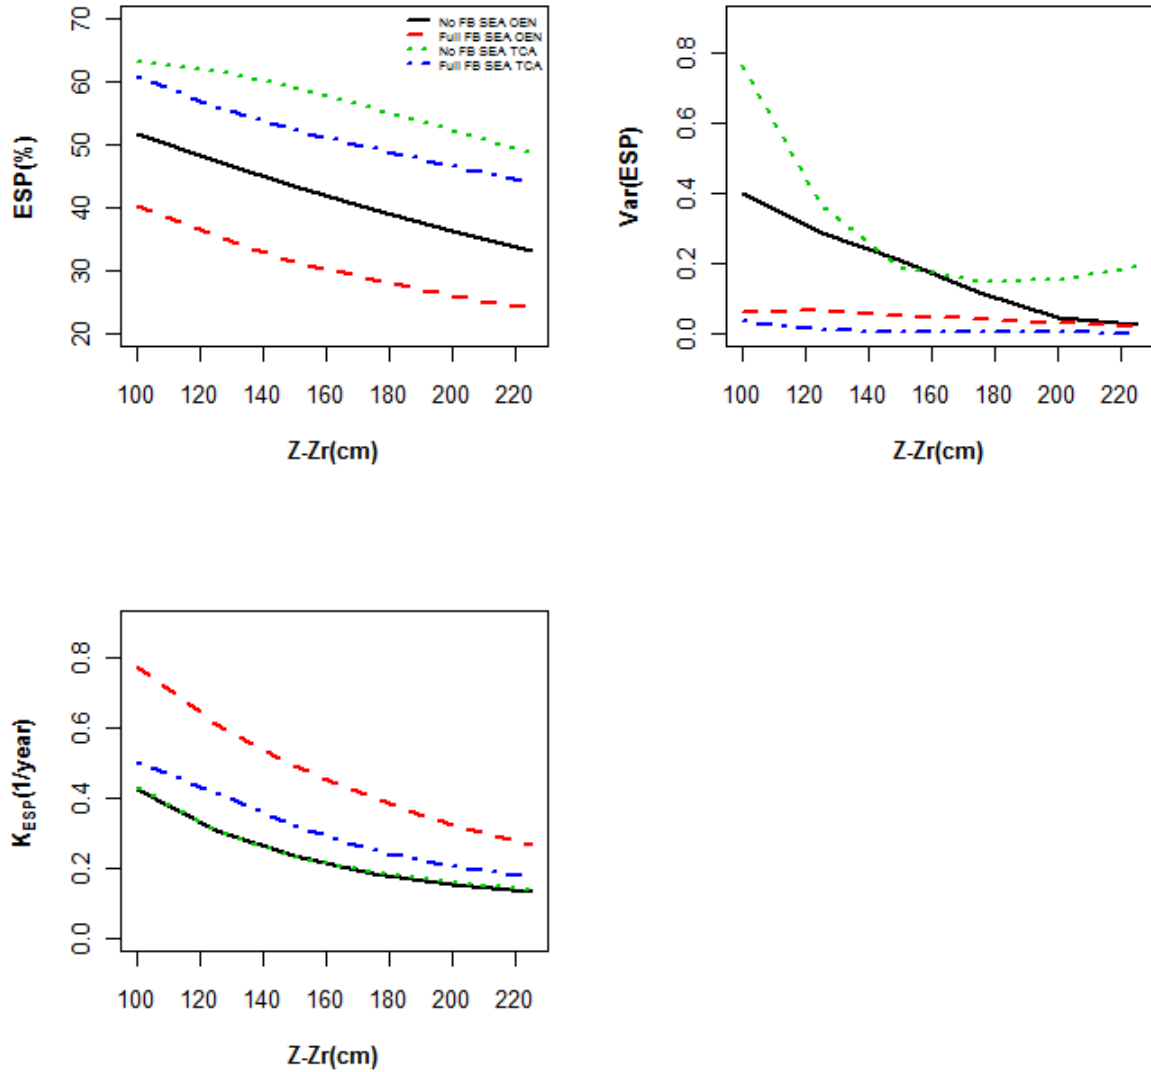 70
60
50
40
30
20
ESP(%)
No FB SEA OEN
Full FB SEA OEN
No FB SEA TCA
Full FB SEA TCA
100 120 140 160 180 200 220
Z-Zr(cm)
0.8
0.6
0.4
0.2
0.0
Var(ESP)
100 120 140 160 180 200 220
Z-Zr(cm)
0.8
0.6
0.4
0.2
0.0
KESP(1/year)
100 120 140 160 180 200 220
Z-Zr(cm)